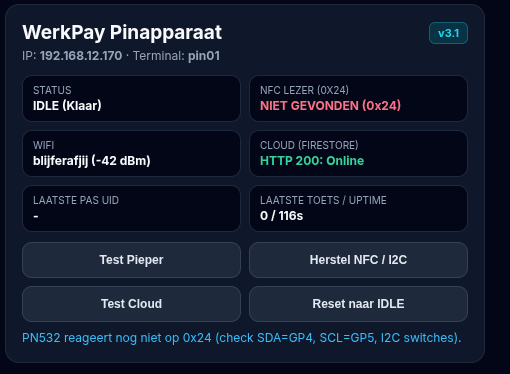 WerkPay Pinapparaat
v3.1
IP: 192.168.12.170 · Terminal: pin01
STATUS
IDLE (Klaar)
NFC LEZER (0X24)
NIET GEVONDEN (0x24)
WIFI
blijferafjij (-42 dBm)
CLOUD (FIRESTORE)
HTTP 200: Online
LAATSTE PAS UID
-
LAATSTE TOETS / UPTIME
0 / 116s
Test Pieper
Herstel NFC / I2C
Test Cloud
Reset naar IDLE
PN532 reageert nog niet op 0x24 (check SDA=GP4, SCL=GP5, I2C switches).